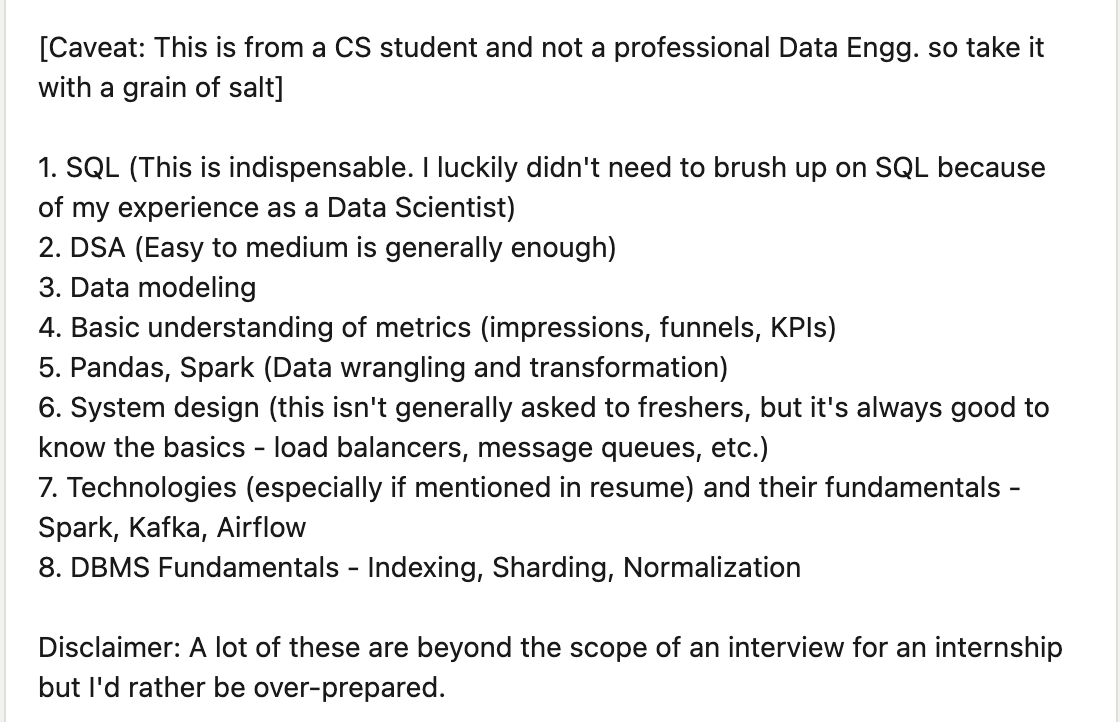 [Caveat: This is from a CS student and not a professional Data Engg. so take it
with a grain of salt]
1. SQL (This is indispensable. I luckily didn't need to brush up on SQL because
of my experience as a Data Scientist)
2. DSA (Easy to medium is generally enough)
3. Data modeling
4. Basic understanding of metrics (impressions, funnels, KPIs)
5. Pandas, Spark (Data wrangling and transformation)
6. System design (this isn't generally asked to freshers, but it's always good to
know the basics - load balancers, message queues, etc.)
7. Technologies (especially if mentioned in resume) and their fundamentals -
Spark, Kafka, Airflow
8. DBMS Fundamentals - Indexing, Sharding, Normalization
Disclaimer: A lot of these are beyond the scope of an interview for an internship
but I'd rather be over-prepared.